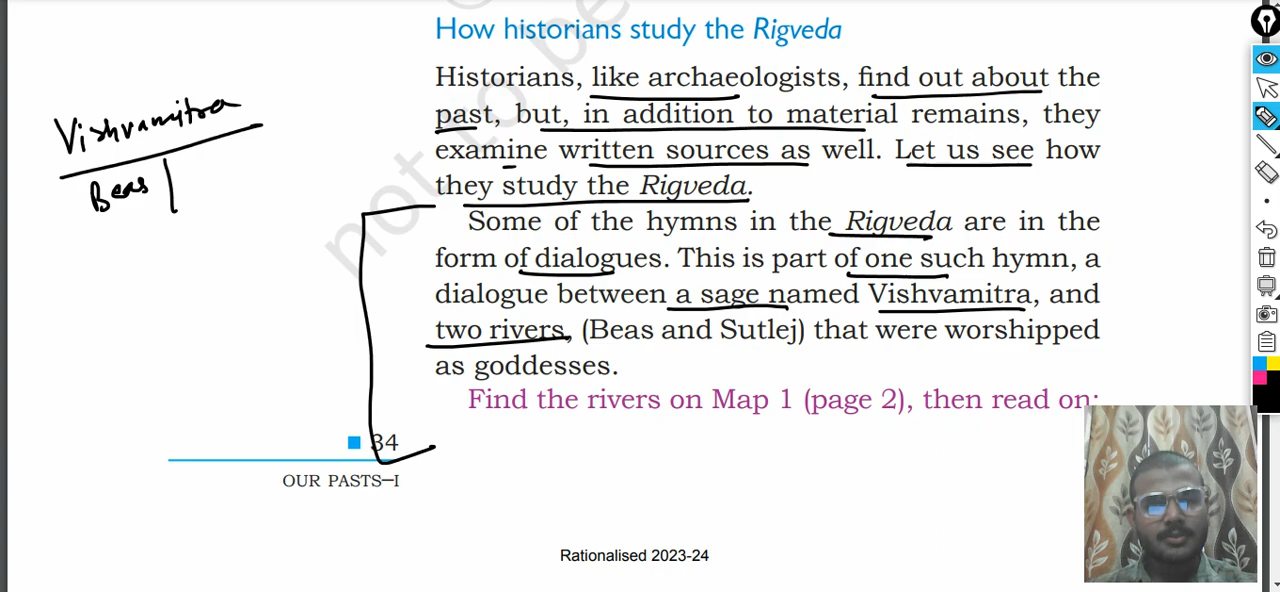 How historians study the Rigveda
Historians, like archaeologists, find out about the
past, but, in addition to material remains, they
examine written sources as well. Let us see how
they study the Rigveda.
Some of the hymns in the Rigveda are in the
form of dialogues. This is part of one such hymn, a
dialogue between a sage named Vishvamitra, and
two rivers, (Beas and Sutlej) that were worshipped
as goddesses.
Find the rivers on Map 1 (page 2), then read on:
Vishvamitra
Beas
34
OUR PASTS—I
Rationalised 2023-24
not to be